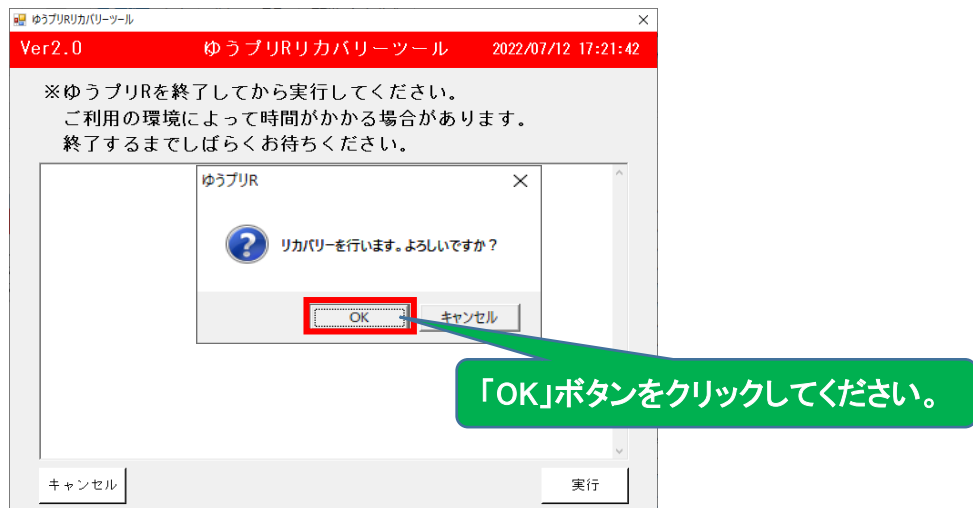 ゆうプリRリカバリーツール
Ver2.0 ゆうプリRリカバリーツール 2022/07/12 17:21:42
※ゆうプリRを終了してから実行してください。
ご利用の環境によって時間がかかる場合があります。
終了するまでしばらくお待ちください。
ゆうプリR
リカバリーを行います。よろしいですか？
OK キャンセル
「OK」ボタンをクリックしてください。
キャンセル 実行